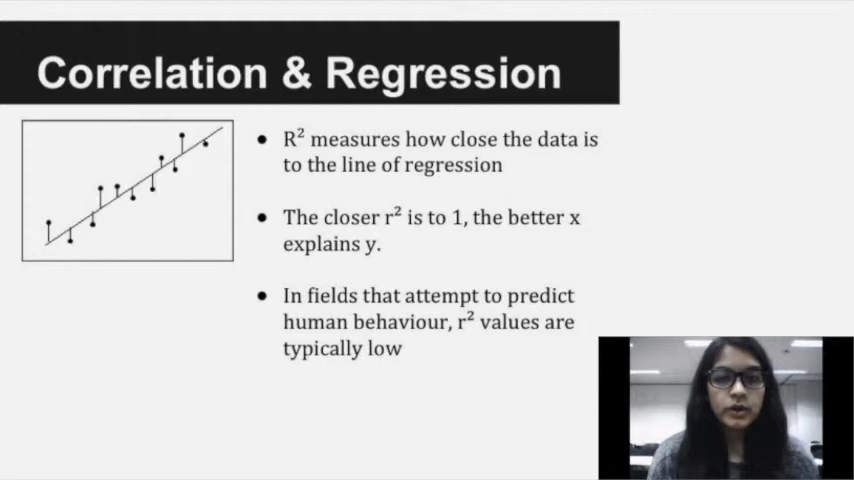 Correlation & Regression
● R² measures how close the data is
to the line of regression
● The closer r² is to 1, the better x
explains y.
● In fields that attempt to predict
human behaviour, r² values are
typically low